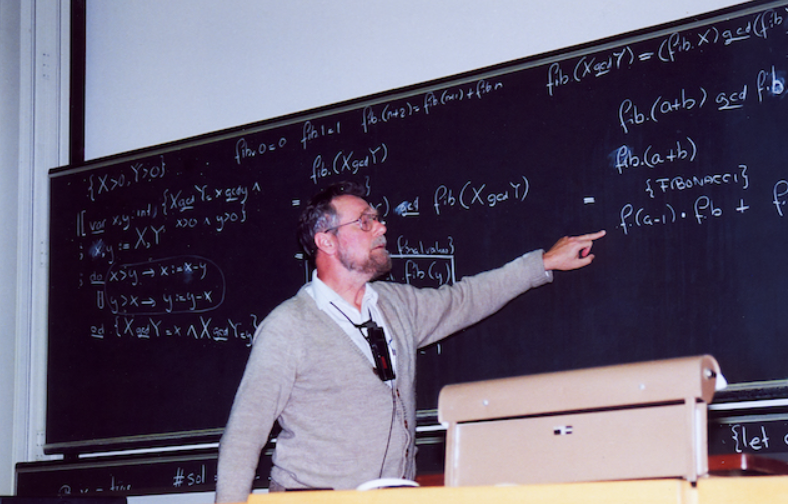 {X>0, Y>0}
|[ var x,y: int; {X gcd Y = x gcd y ∧
x>0 ∧ y>0}
; x,y := X,Y
; do x>y → x := x-y
▯ y>x → y := y-x
od {X gcd Y = x ∧ X gcd Y =
fib.0=0 fib.1=1 fib.(n+2)=fib(n+1)+fib.n
fib.(X gcd Y)
=
gcd fib(X gcd Y)
=
fib(y)
fib.(X gcd Y) = (fib.X) gcd (fib
fib.(a+b) gcd fib
fib.(a+b)
{FIBONACCI}
f.(a-1) • f.b + f
#sol =
{let